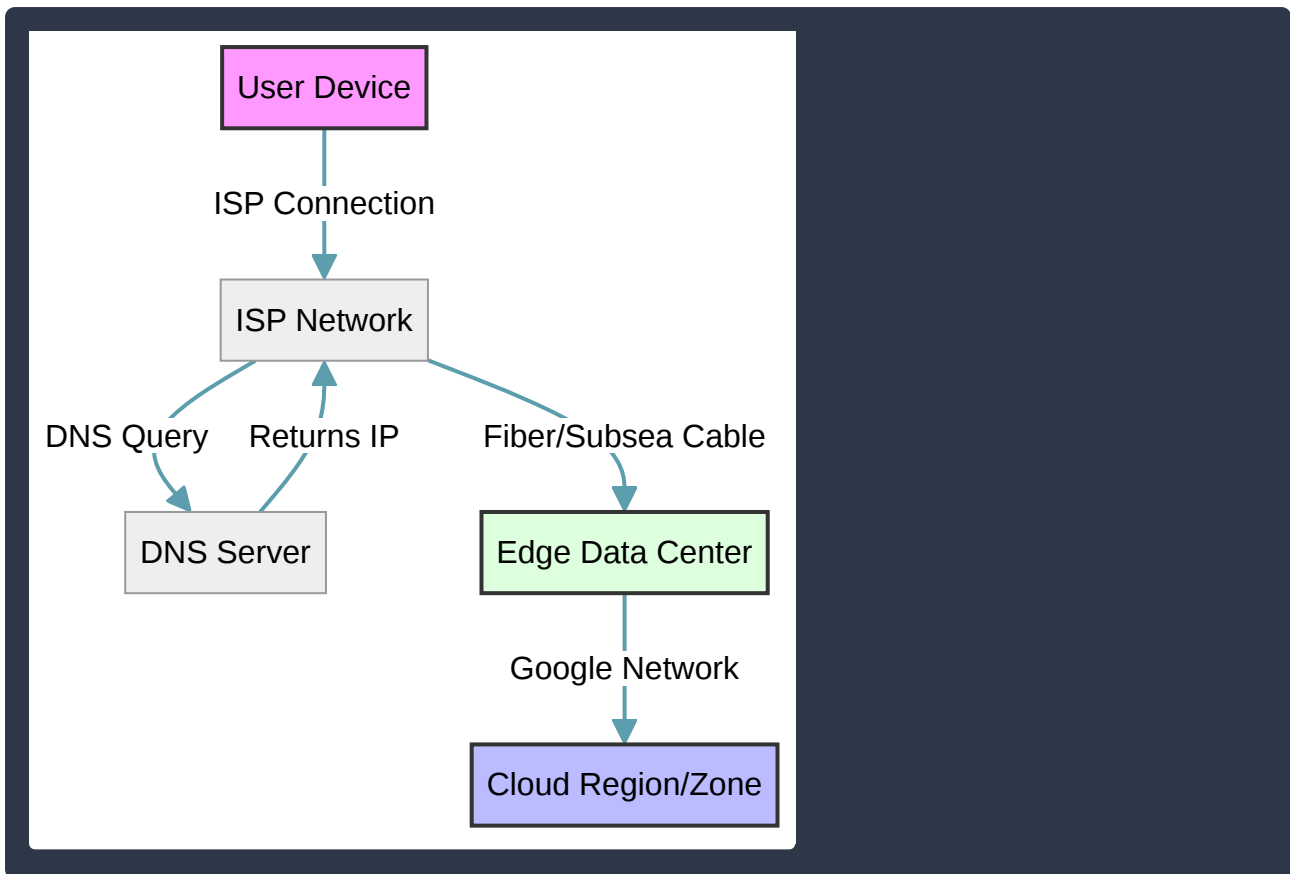 User Device
ISP Connection
ISP Network
DNS Query
Returns IP
Fiber/Subsea Cable
DNS Server
Edge Data Center
Google Network
Cloud Region/Zone